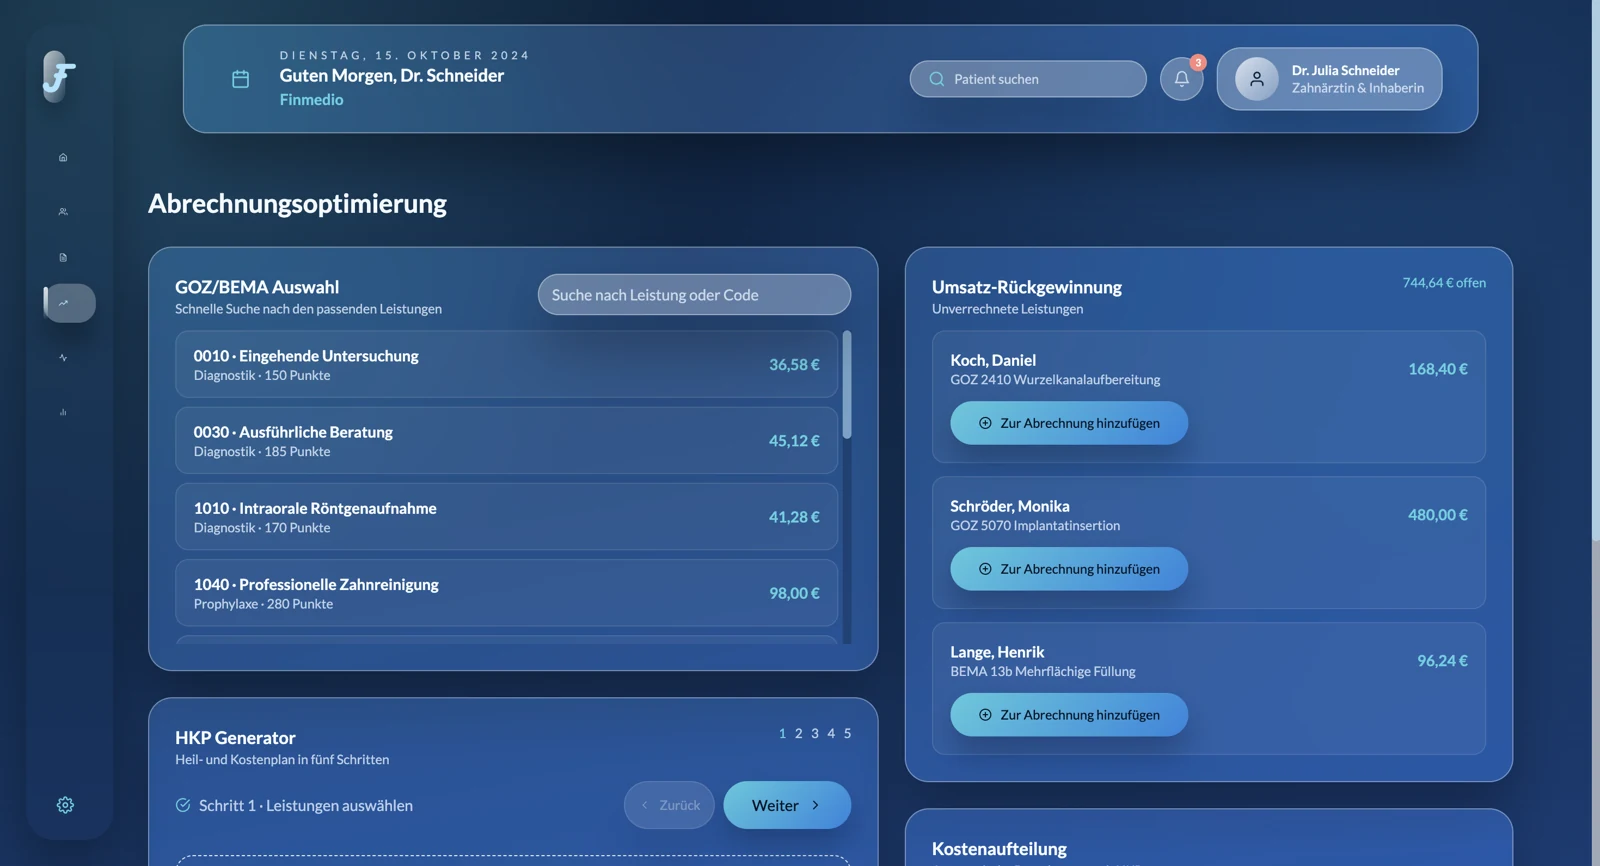 DIENSTAG, 15. OKTOBER 2024
Guten Morgen, Dr. Schneider
Finmedio
Patient suchen
3
Dr. Julia Schneider
Zahnärztin & Inhaberin
Abrechnungsoptimierung
GOZ/BEMA Auswahl
Schnelle Suche nach den passenden Leistungen
Suche nach Leistung oder Code
0010 · Eingehende Untersuchung
Diagnostik · 150 Punkte
36,58 €
0030 · Ausführliche Beratung
Diagnostik · 185 Punkte
45,12 €
1010 · Intraorale Röntgenaufnahme
Diagnostik · 170 Punkte
41,28 €
1040 · Professionelle Zahnreinigung
Prophylaxe · 280 Punkte
98,00 €
HKP Generator
Heil- und Kostenplan in fünf Schritten
1 2 3 4 5
Schritt 1 · Leistungen auswählen
Zurück
Weiter
Umsatz-Rückgewinnung
Unverrechnete Leistungen
744,64 € offen
Koch, Daniel
GOZ 2410 Wurzelkanalaufbereitung
168,40 €
Zur Abrechnung hinzufügen
Schröder, Monika
GOZ 5070 Implantatinsertion
480,00 €
Zur Abrechnung hinzufügen
Lange, Henrik
BEMA 13b Mehrflächige Füllung
96,24 €
Zur Abrechnung hinzufügen
Kostenaufteilung